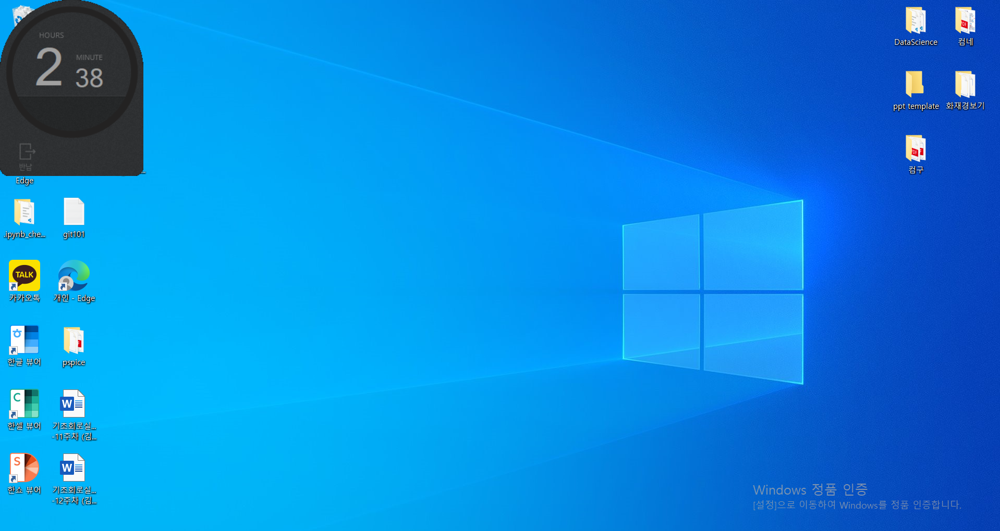 HOURS
2
MINUTE
38
반납
...
Edge
.ipynb_che...
git101
TALK
카카오톡
개인 - Edge
ㅎ
한글 뷰어
pspice
C
한셀 뷰어
W
기초회로실...
-11주차 (김...
S
한쇼 뷰어
W
기초회로실...
-12주차 (김...
DataScience
PDF
컴네
ppt template
화재경보기
PDF
컴구
Windows 정품 인증
[설정]으로 이동하여 Windows를 정품 인증합니다.